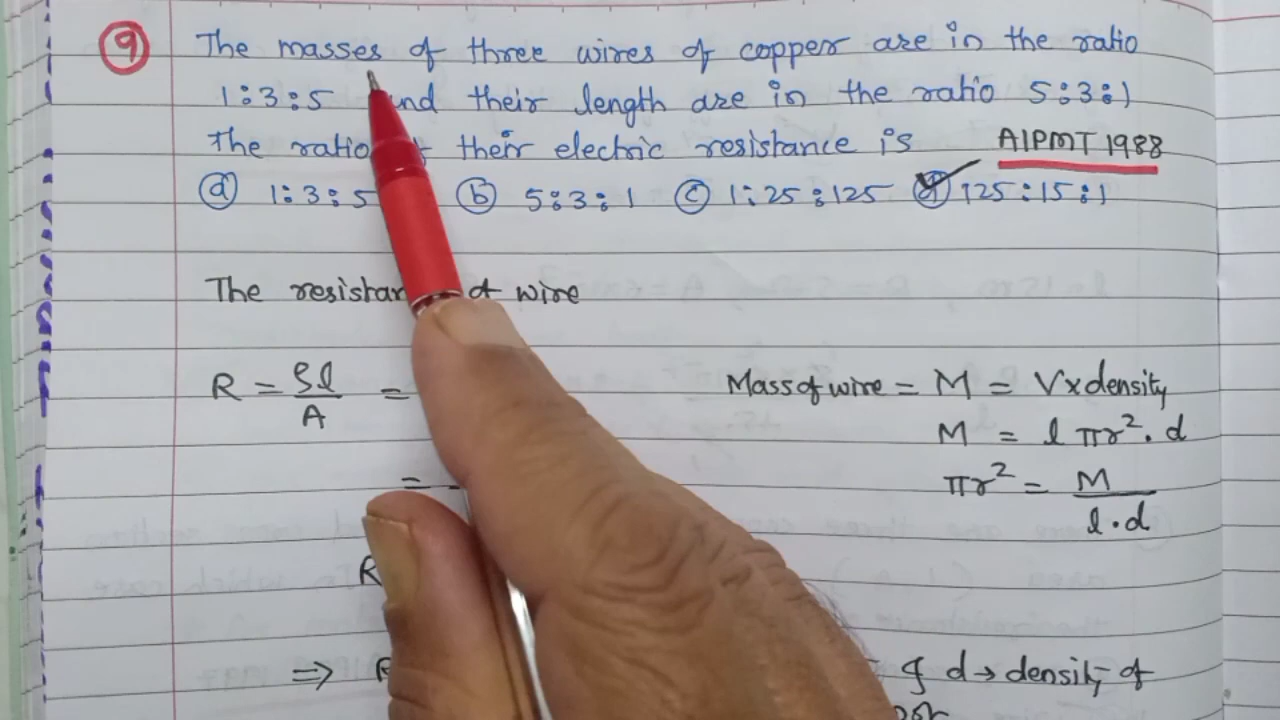 9 The masses of three wires of copper are in the ratio
1:3:5 and their length are in the ratio 5:3:1
The ratio of their electric resistance is AIPMT 1988
a 1:3:5 b 5:3:1 c 1:25:125 d 125:15:1
The resistan of wire
R = ρl/A =
=
R
⇒ R
Mass of wire = M = V x density
M = l πr². d
πr² = M/l.d
d → density of